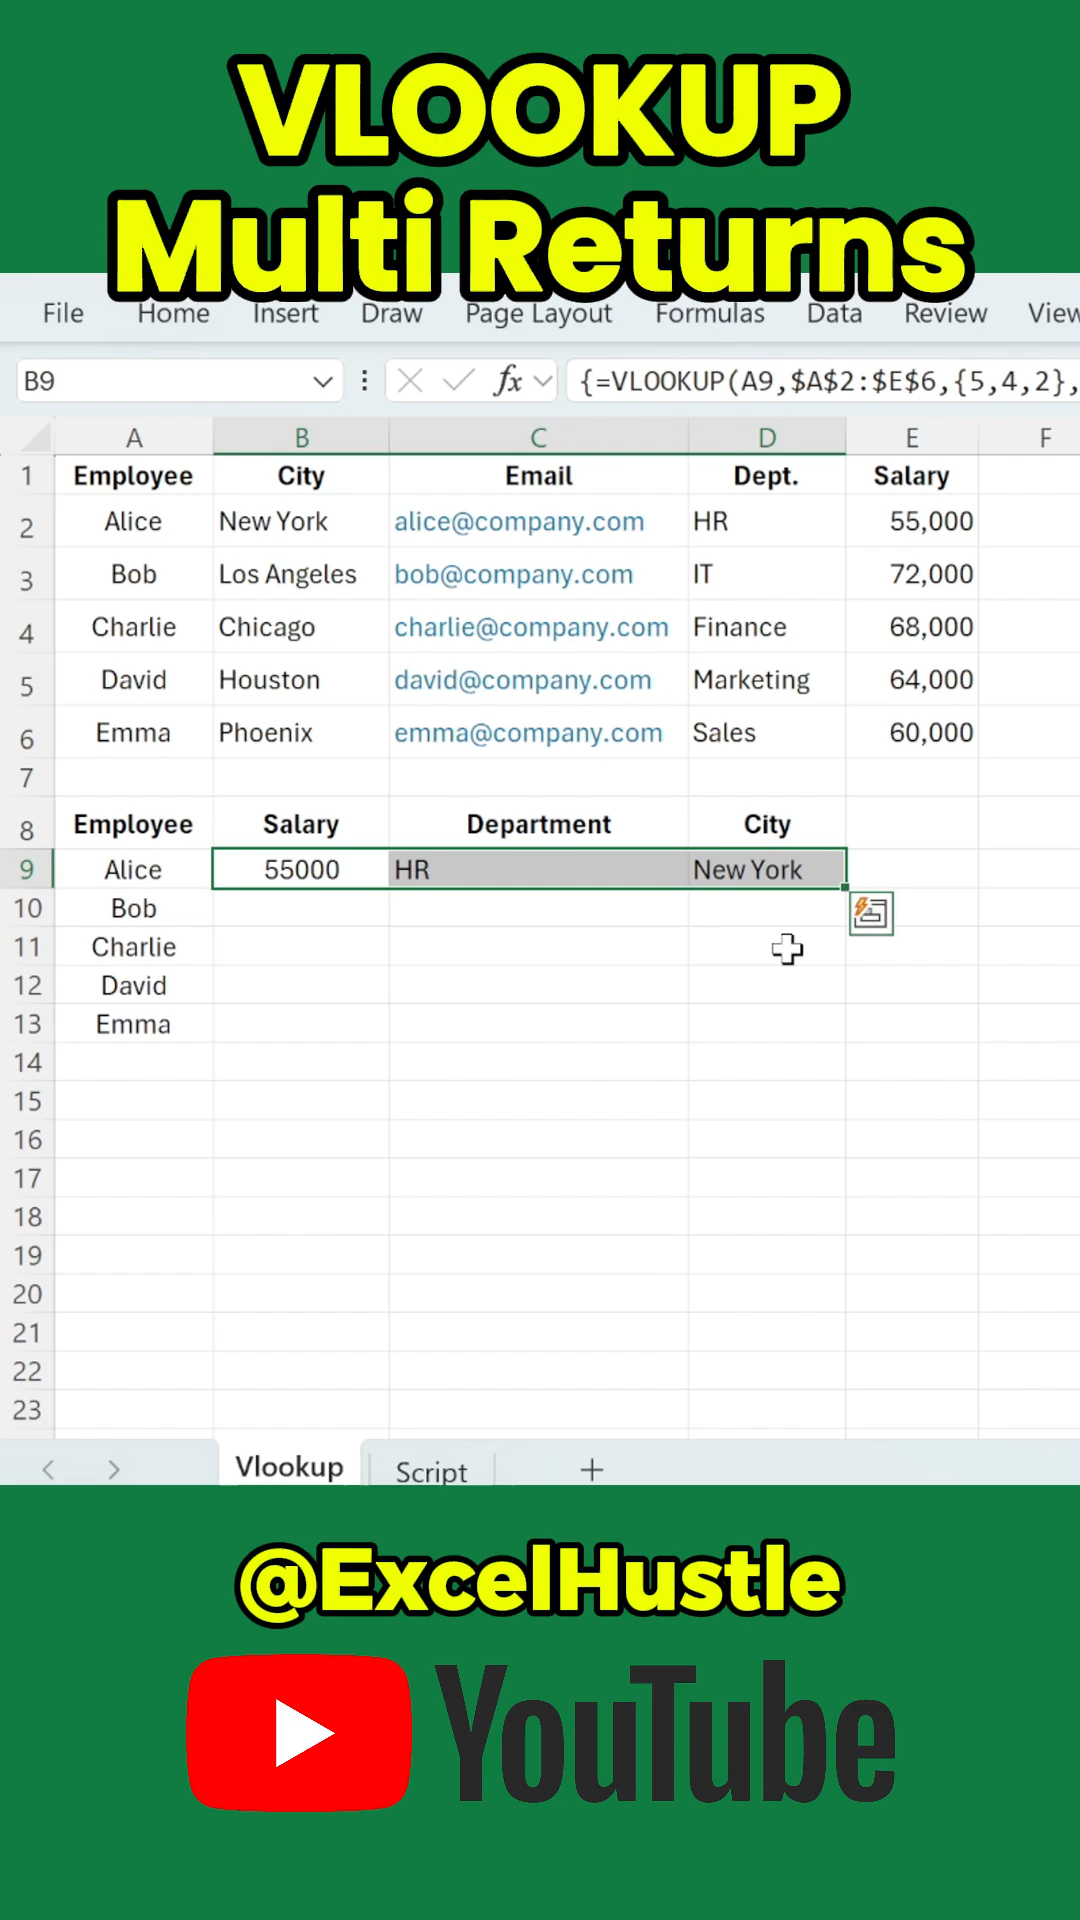 VLOOKUP
Multi Returns
File Home Insert Draw Page Layout Formulas Data Review View
B9 fx {=VLOOKUP(A9,$A$2:$E$6,{5,4,2},
A B C D E F
1 Employee City Email Dept. Salary
2 Alice New York alice@company.com HR 55,000
3 Bob Los Angeles bob@company.com IT 72,000
4 Charlie Chicago charlie@company.com Finance 68,000
5 David Houston david@company.com Marketing 64,000
6 Emma Phoenix emma@company.com Sales 60,000
7
8 Employee Salary Department City
9 Alice 55000 HR New York
10 Bob
11 Charlie
12 David
13 Emma
14
15
16
17
18
19
20
21
22
23
Vlookup Script +
@ExcelHustle
YouTube